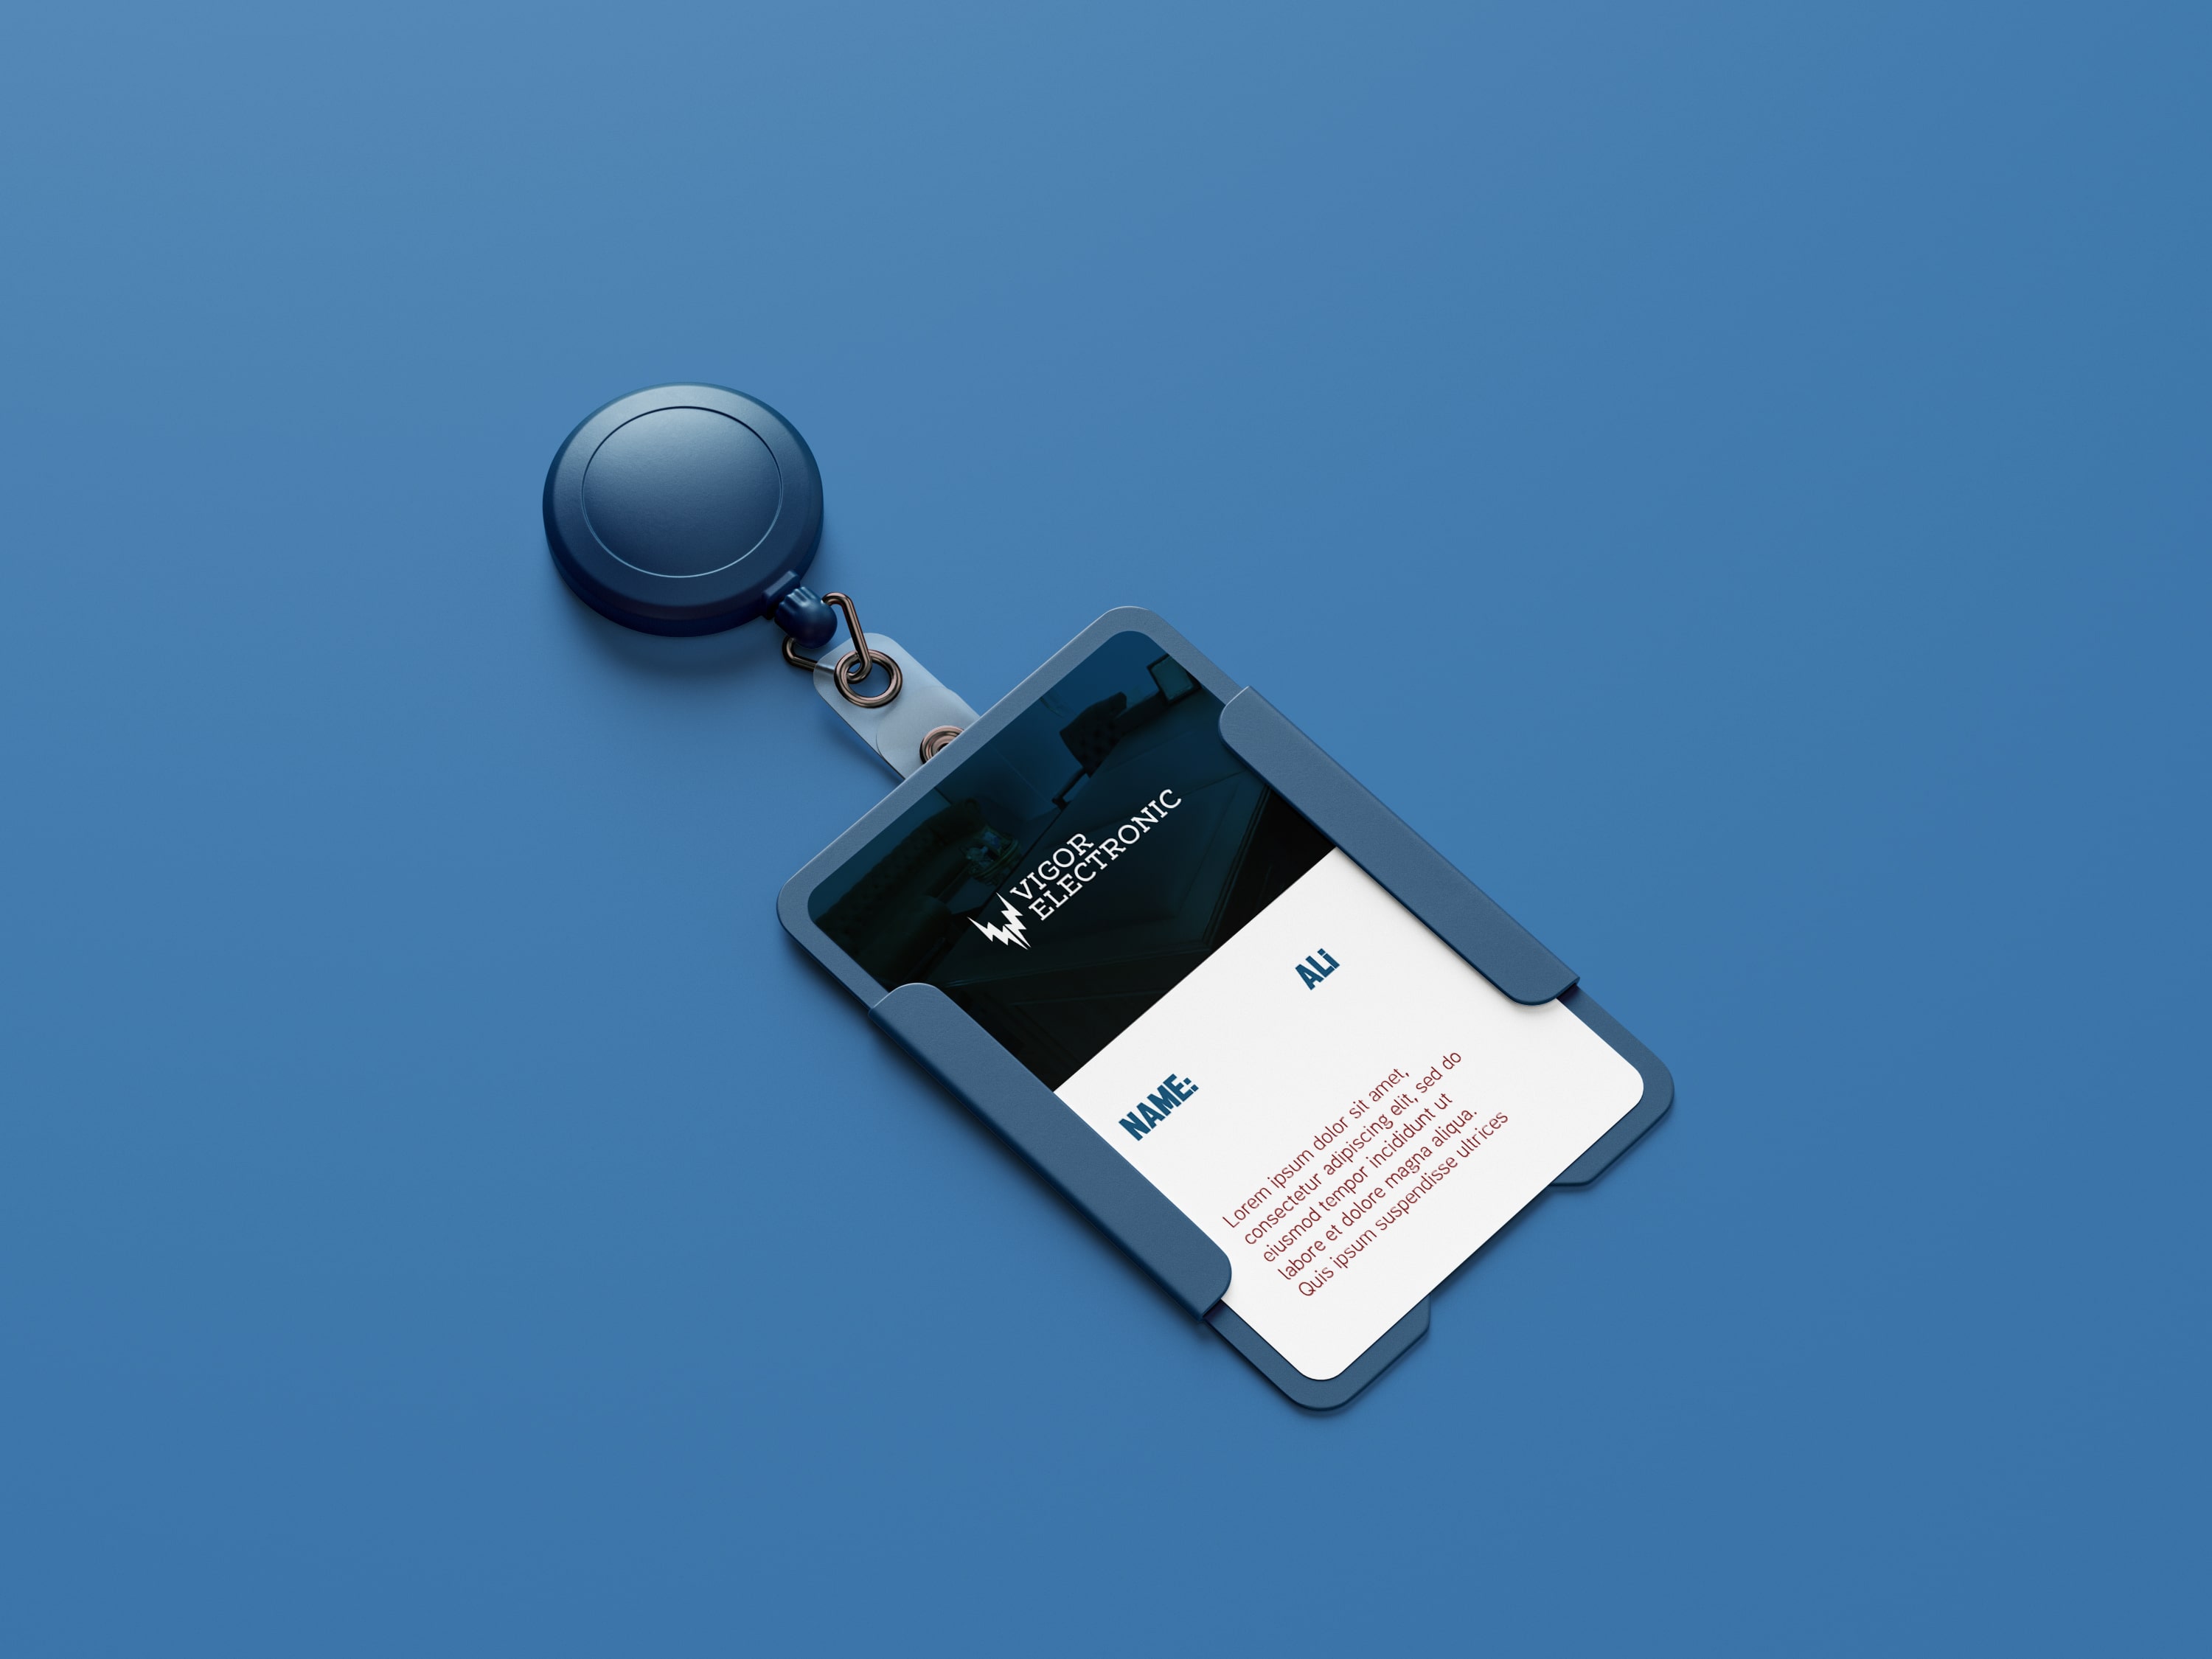 VIGOR
ELECTRONIC
NAME: ALi
Lorem ipsum dolor sit amet,
consectetur adipiscing elit, sed do
eiusmod tempor incididunt ut
labore et dolore magna aliqua.
Quis ipsum suspendisse ultrices